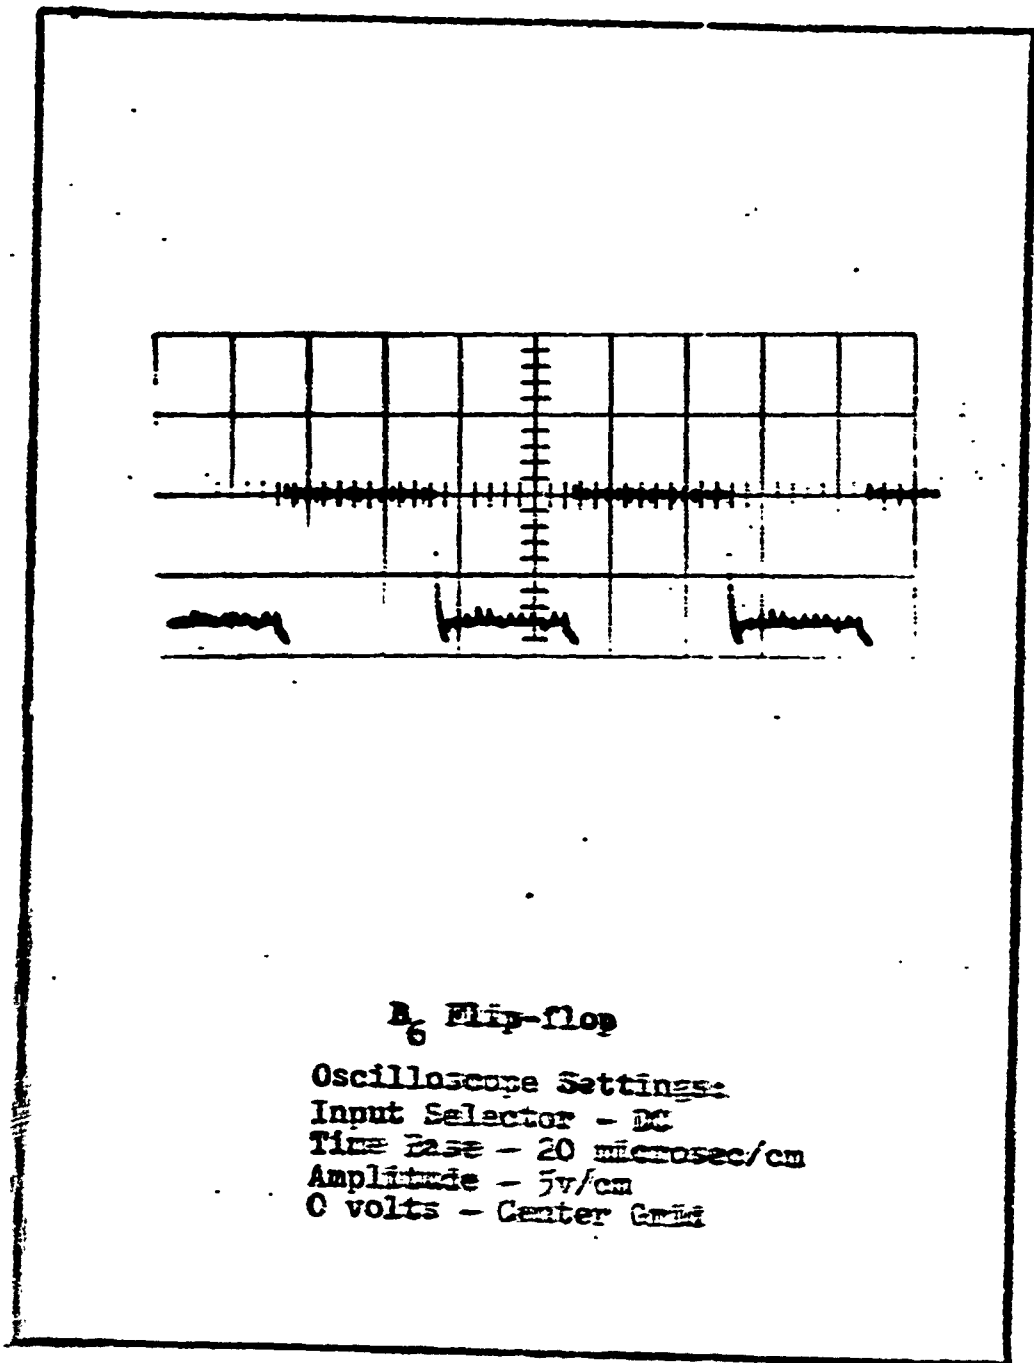 B6 Flip-flop
Oscilloscope Settings:
Input Selector - DC
Time Base - 20 microsec/cm
Amplitude - 5v/cm
0 volts - Center Grid